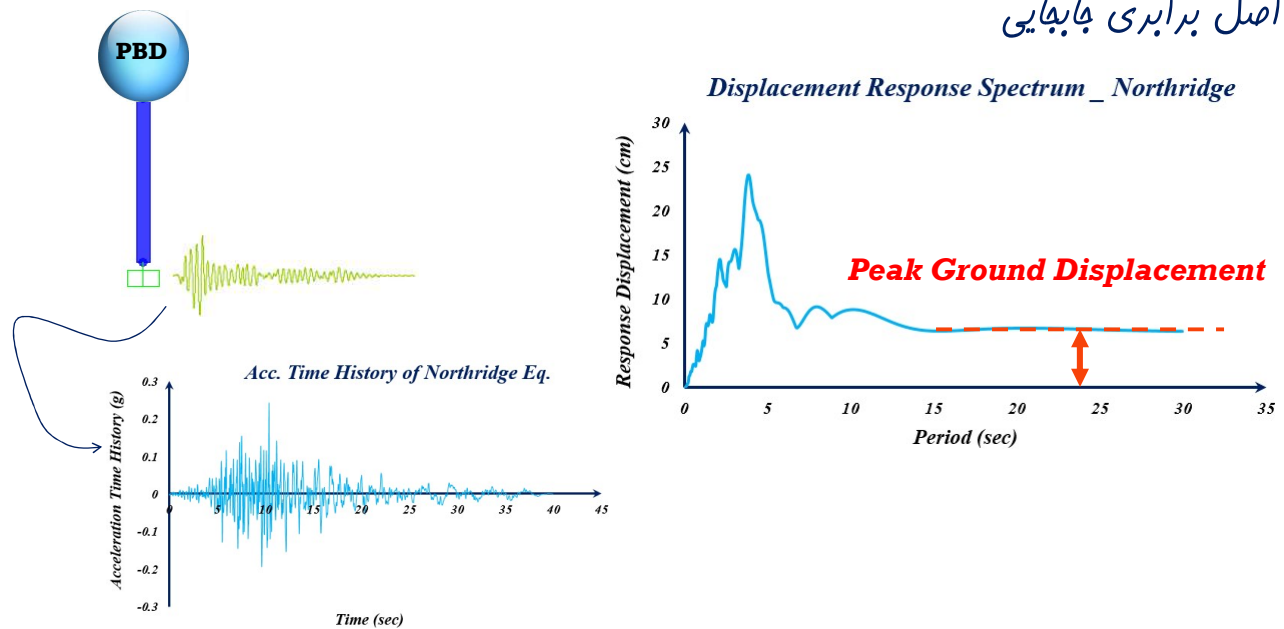 اصل برابری جابجایی
PBD
Displacement Response Spectrum _ Northridge
Response Displacement (cm)
30
25
20
15
10
5
0
Peak Ground Displacement
0 5 10 15 20 25 30 35
Period (sec)
Acc. Time History of Northridge Eq.
Acceleration Time History (g)
0.3
0.2
0.1
0
-0.1
-0.2
-0.3
0 5 10 15 20 25 30 35 40 45
Time (sec)